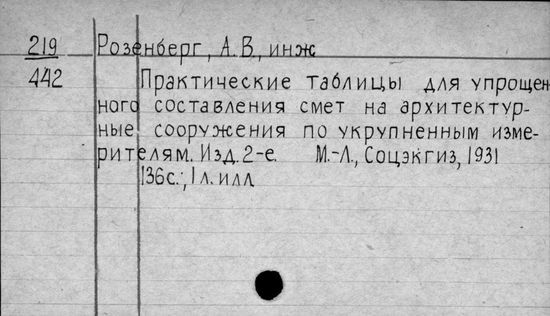 219 Розенберг, А.В., инж
442 Практические таблицы для упрощен
ного составления смет на архитектур-
ные сооружения по укрупненным изме-
рителям. Изд. 2-е. М.-Л., Соцэкгиз, 1931
136с.; 1 л. илл